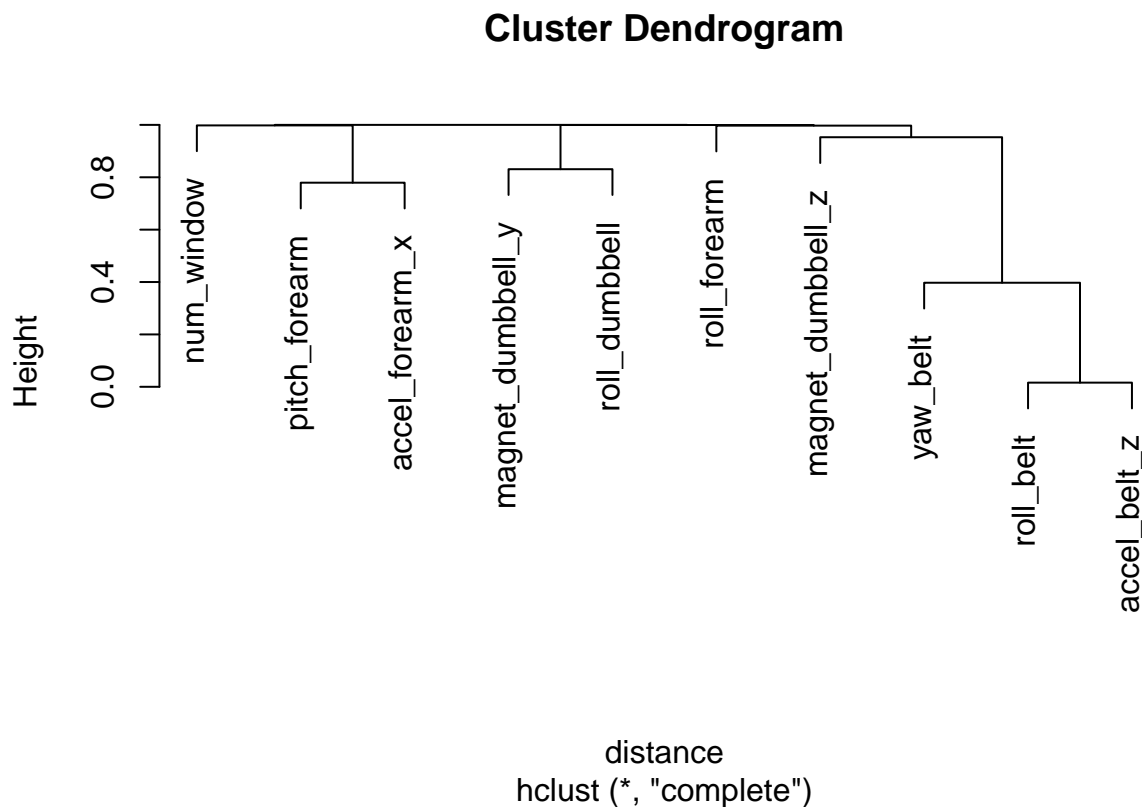 Cluster Dendrogram
Height
0.0
0.4
0.8
num_window
pitch_forearm
accel_forearm_x
magnet_dumbbell_y
roll_dumbbell
roll_forearm
magnet_dumbbell_z
yaw_belt
roll_belt
accel_belt_z
distance
hclust (*, "complete")